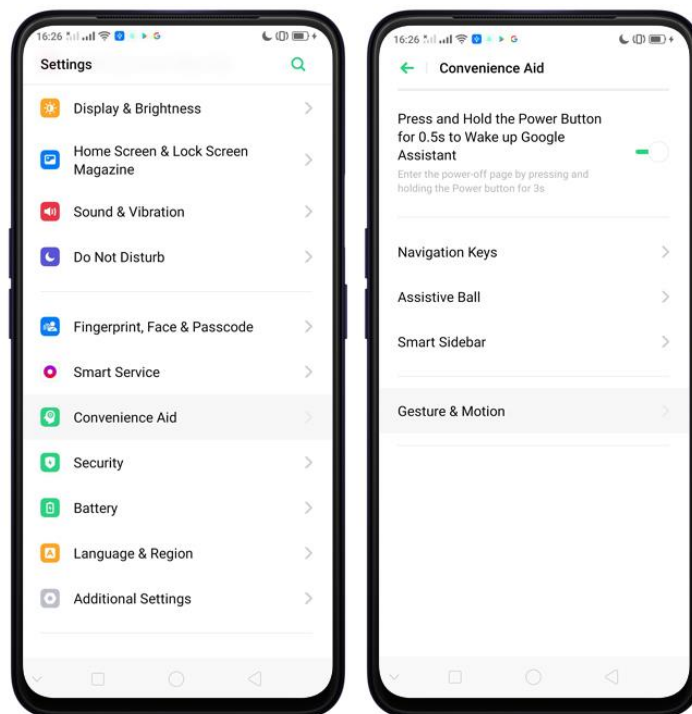 16:26
Settings
Display & Brightness
Home Screen & Lock Screen
Magazine
Sound & Vibration
Do Not Disturb
Fingerprint, Face & Passcode
Smart Service
Convenience Aid
Security
Battery
Language & Region
Additional Settings
16:26
Convenience Aid
Press and Hold the Power Button
for 0.5s to Wake up Google
Assistant
Enter the power-off page by pressing and
holding the Power button for 3s
Navigation Keys
Assistive Ball
Smart Sidebar
Gesture & Motion